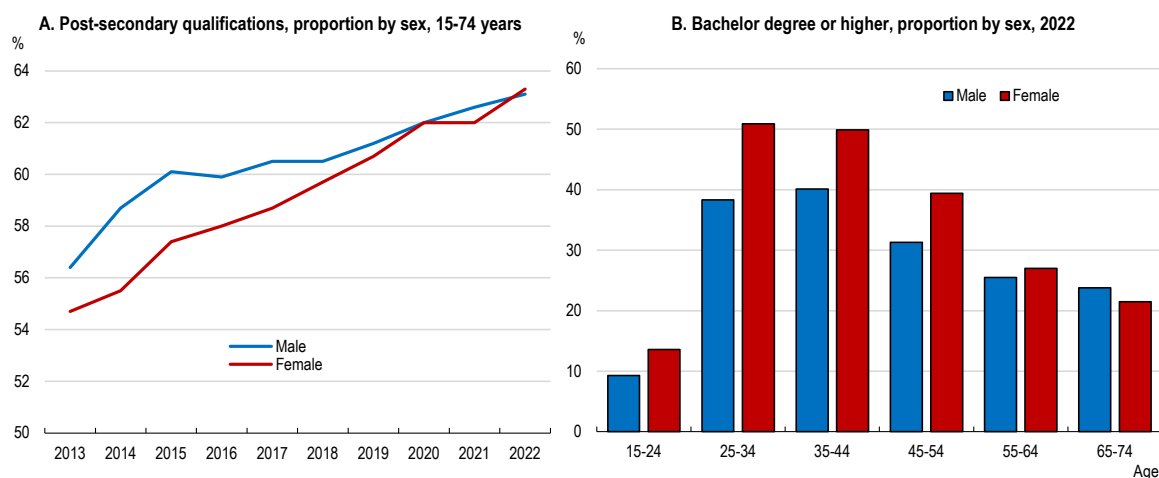 A. Post-secondary qualifications, proportion by sex, 15-74 years
%
64
62
60
58
56
54
52
50
Male
Female
2013 2014 2015 2016 2017 2018 2019 2020 2021 2022
B. Bachelor degree or higher, proportion by sex, 2022
%
60
50
40
30
20
10
0
Male Female
15-24 25-34 35-44 45-54 55-64 65-74
Age